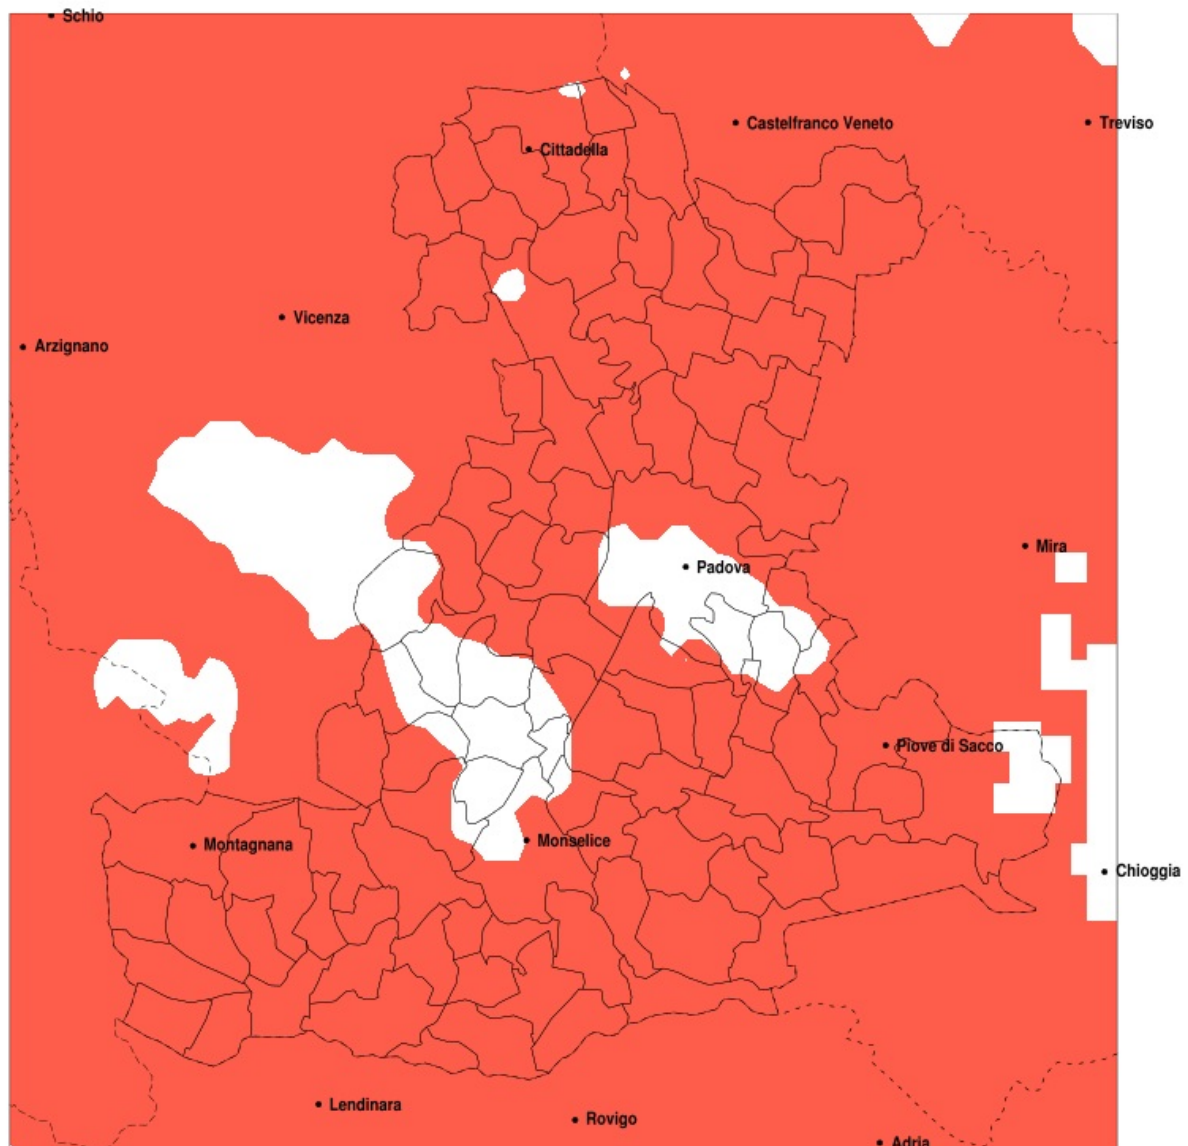 Schio
Castelfranco Veneto
Treviso
Cittadella
Vicenza
Arzignano
Mira
Padova
Piove di Sacco
Monselice
Montagnana
Chioggia
Lendinara
Rovigo
Adria